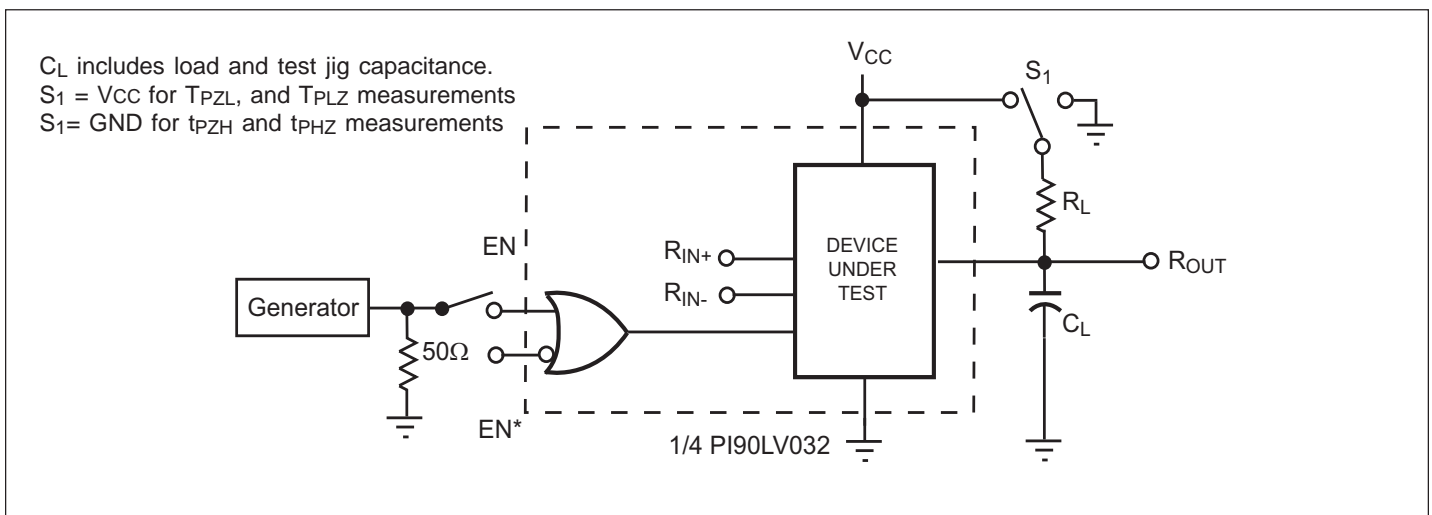 CL includes load and test jig capacitance.
S1 = VCC for TPZL, and TPLZ measurements
S1= GND for tPZH and tPHZ measurements
VCC
S1
RL
EN
RIN+
RIN-
DEVICE
UNDER
TEST
ROUT
Generator
50Ω
CL
EN*
1/4 PI90LV032